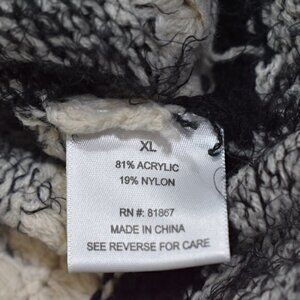 XL
81% ACRYLIC
19% NYLON
RN#: 81867
MADE IN CHINA
SEE REVERSE FOR CARE